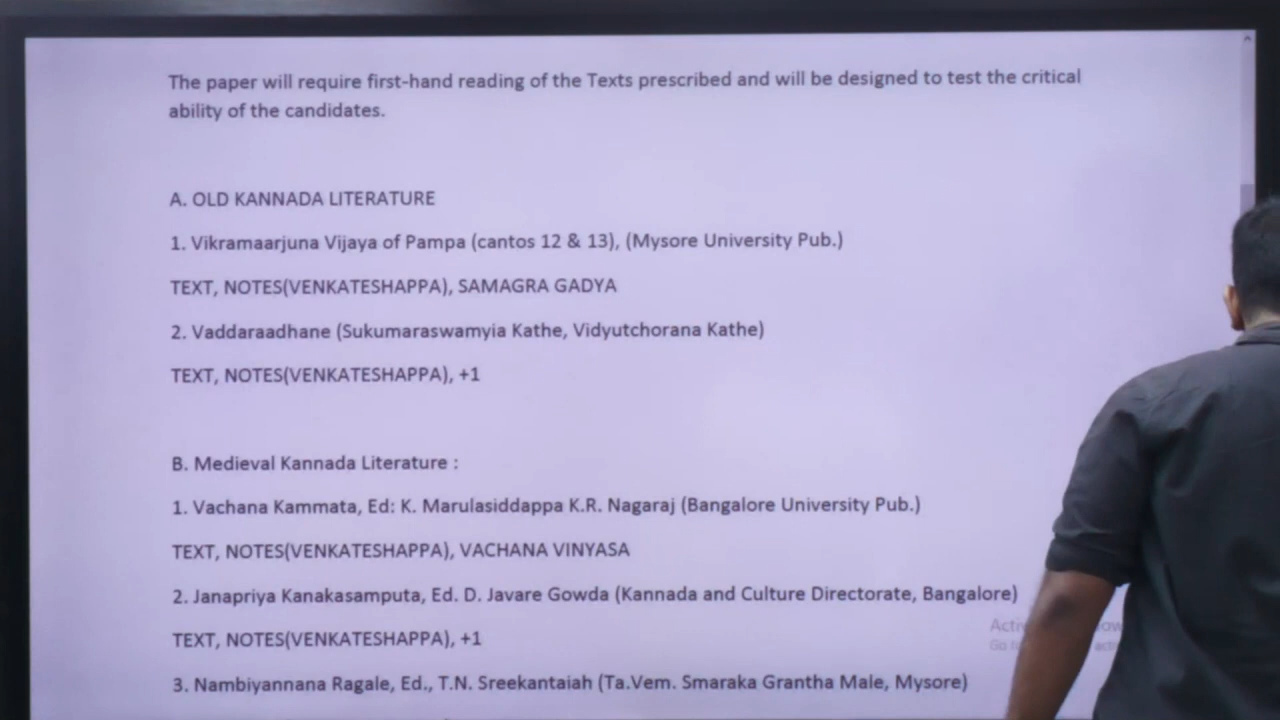 The paper will require first-hand reading of the Texts prescribed and will be designed to test the critical
ability of the candidates.
A. OLD KANNADA LITERATURE
1. Vikramaarjuna Vijaya of Pampa (cantos 12 & 13), (Mysore University Pub.)
TEXT, NOTES(VENKATESHAPPA), SAMAGRA GADYA
2. Vaddaraadhane (Sukumaraswamyia Kathe, Vidyutchorana Kathe)
TEXT, NOTES(VENKATESHAPPA), +1
B. Medieval Kannada Literature :
1. Vachana Kammata, Ed: K. Marulasiddappa K.R. Nagaraj (Bangalore University Pub.)
TEXT, NOTES(VENKATESHAPPA), VACHANA VINYASA
2. Janapriya Kanakasamputa, Ed. D. Javare Gowda (Kannada and Culture Directorate, Bangalore)
TEXT, NOTES(VENKATESHAPPA), +1
3. Nambiyannana Ragale, Ed., T.N. Sreekantaiah (Ta.Vem. Smaraka Grantha Male, Mysore)